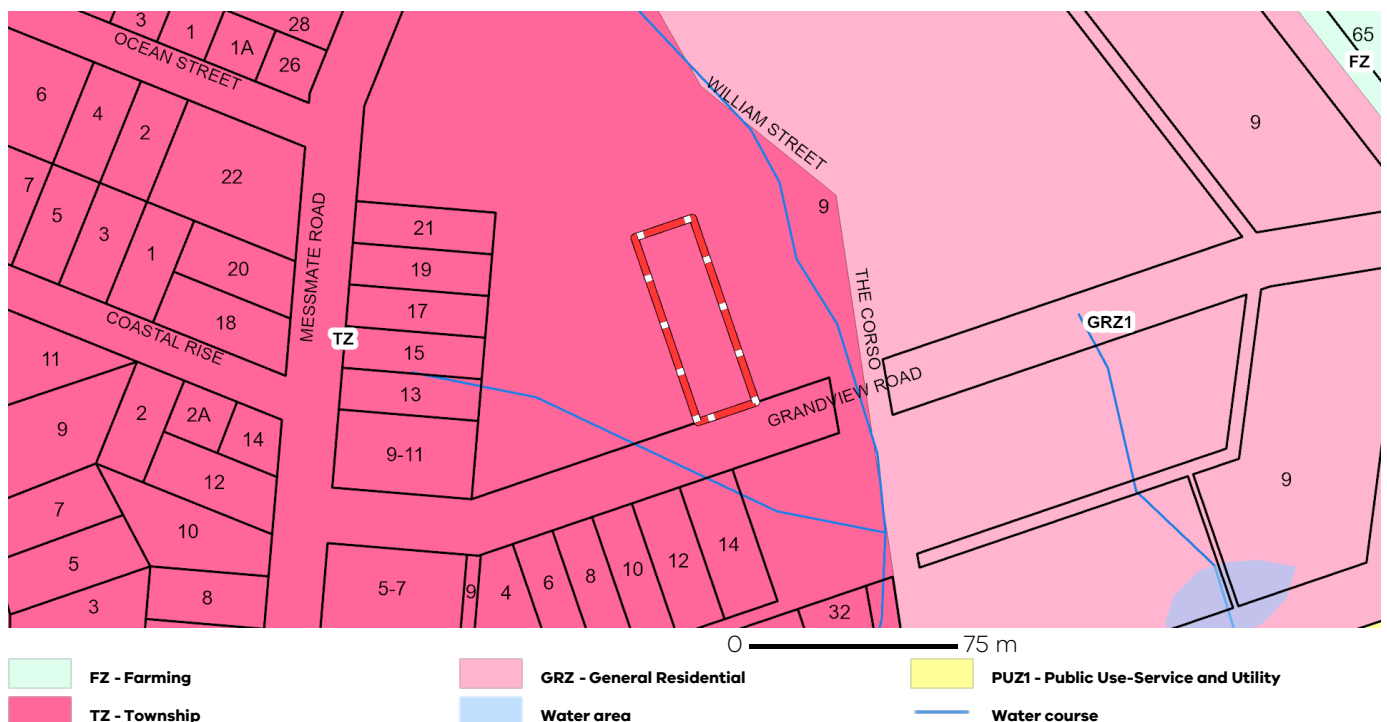 3
1
1A
28
26
OCEAN STREET
65
FZ
6
4
2
22
WILLIAM STREET
9
7
5
3
1
20
18
MESSMATE ROAD
21
19
17
15
13
9-11
9
THE CORSO
TZ
GRZ1
COASTAL RISE
GRANDVIEW ROAD
11
9
2
2A
14
12
7
10
5
3
8
5-7
9
4
6
8
10
12
14
32
9
0 75 m
FZ - Farming
GRZ - General Residential
PUZ1 - Public Use-Service and Utility
TZ - Township
Water area
Water course